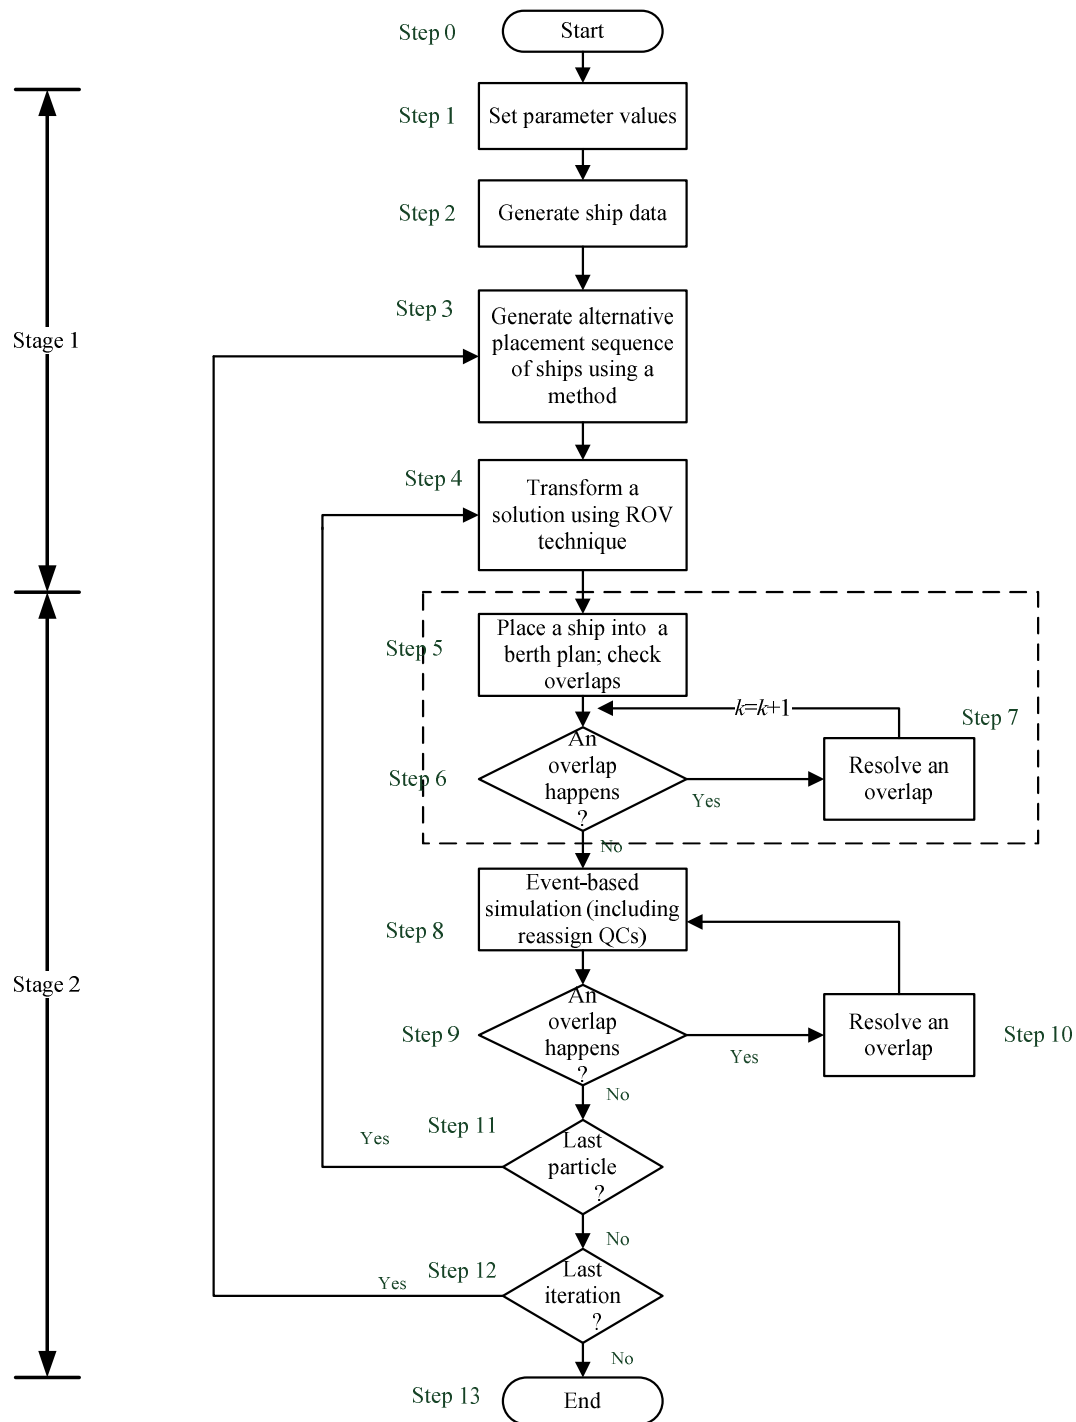 Step 0
Start
Step 1
Set parameter values
Step 2
Generate ship data
Step 3
Generate alternative
placement sequence
of ships using a
method
Stage 1
Step 4
Transform a
solution using ROV
technique
Step 5
Place a ship into a
berth plan; check
overlaps
k=k+1
Step 7
Step 6
An
overlap
happens
?
Yes
Resolve an
overlap
No
Step 8
Event-based
simulation (including
reassign QCs)
Stage 2
Step 9
An
overlap
happens
?
Yes
Resolve an
overlap
Step 10
No
Step 11
Yes
Last
particle
?
No
Step 12
Yes
Last
iteration
?
No
Step 13
End